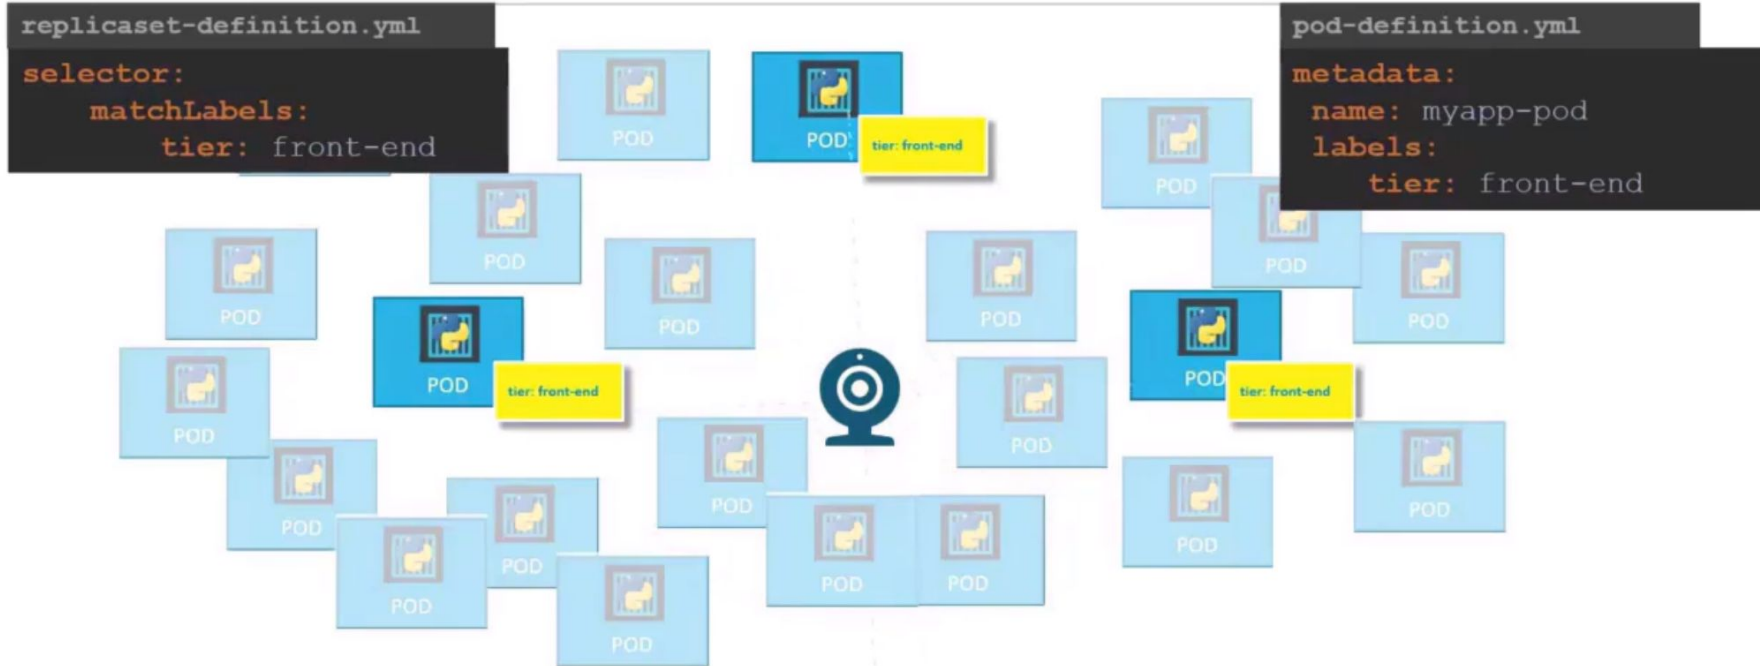 replicaset-definition.yml
selector:
matchLabels:
tier: front-end
pod-definition.yml
metadata:
name: myapp-pod
labels:
tier: front-end
POD
POD
tier: front-end
POD
POD
POD
POD
POD
POD
POD
POD
tier: front-end
POD
tier: front-end
POD
POD
POD
POD
POD
POD
POD
POD
POD
POD
POD
POD